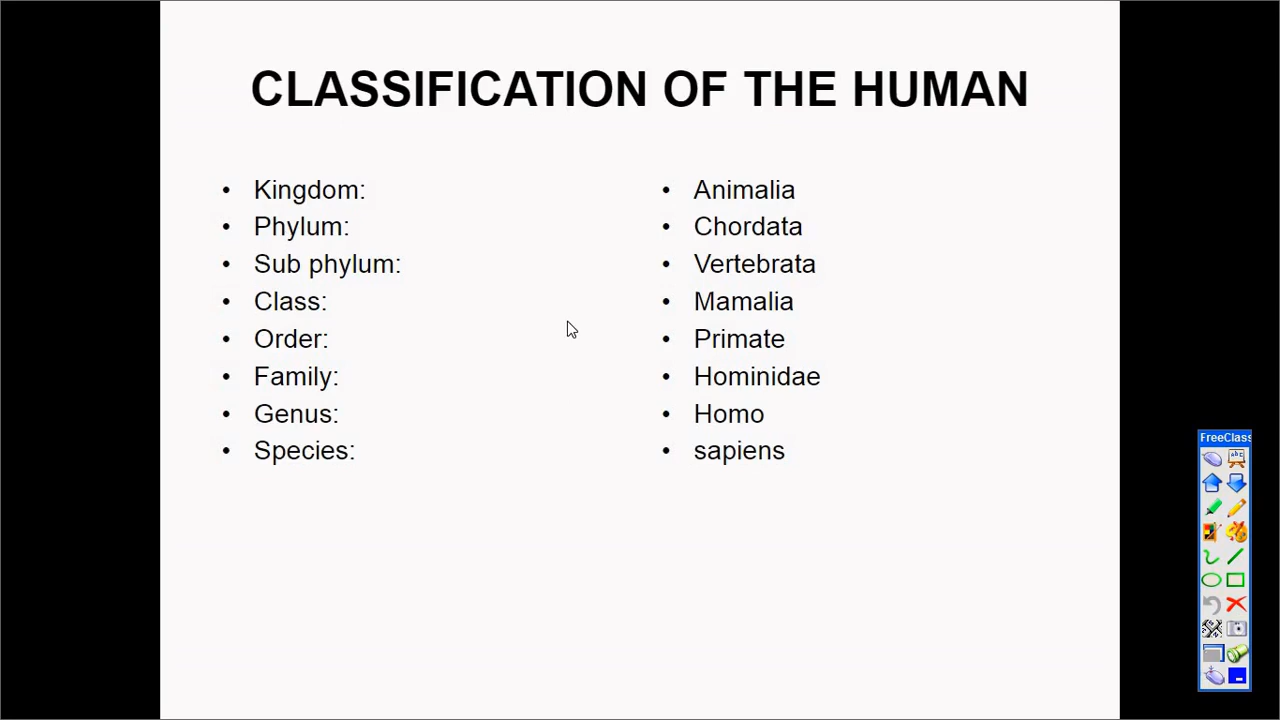 CLASSIFICATION OF THE HUMAN
• Kingdom:
• Phylum:
• Sub phylum:
• Class:
• Order:
• Family:
• Genus:
• Species:
• Animalia
• Chordata
• Vertebrata
• Mamalia
• Primate
• Hominidae
• Homo
• sapiens
FreeClass
abc